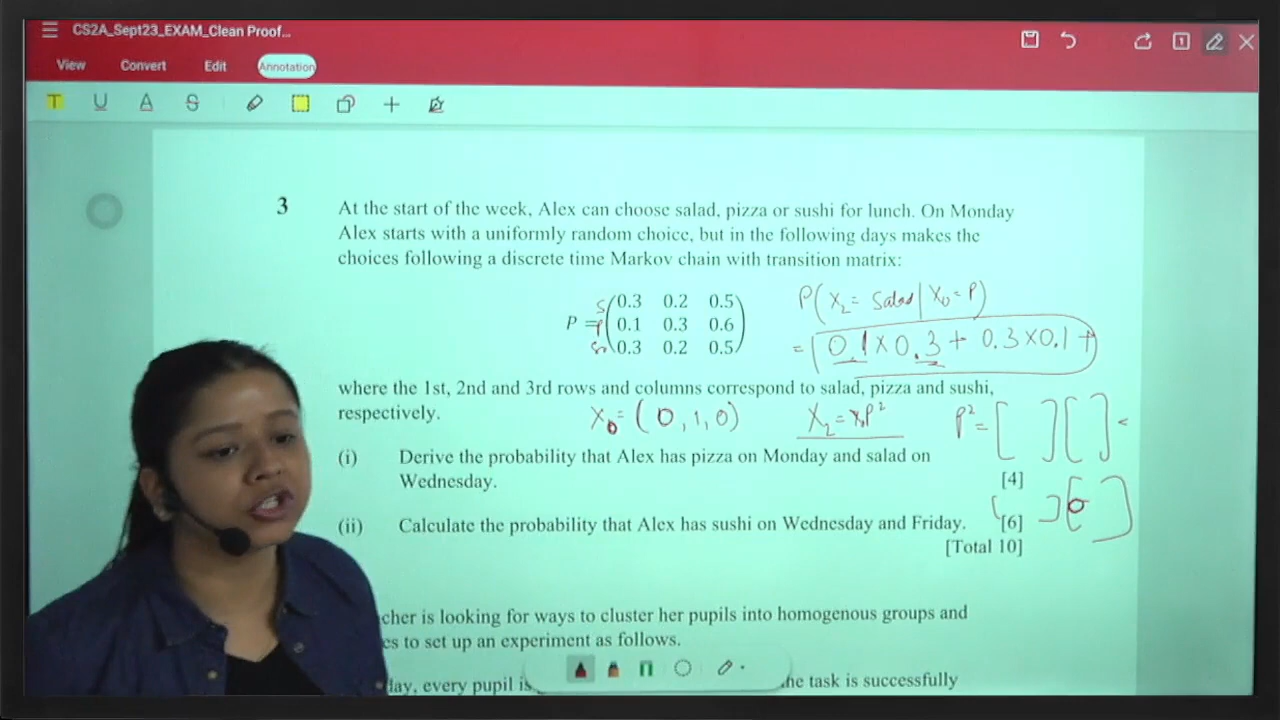 CS2A_Sept23_EXAM_Clean Proof...
View Convert Edit Annotation
3 At the start of the week, Alex can choose salad, pizza or sushi for lunch. On Monday
Alex starts with a uniformly random choice, but in the following days makes the
choices following a discrete time Markov chain with transition matrix:
S 0.3 0.2 0.5
P = P 0.1 0.3 0.6
0.3 0.2 0.5
P(X₂ = Salad | X₀ = P)
= 0.1 × 0.3 + 0.3 × 0.1 +
where the 1st, 2nd and 3rd rows and columns correspond to salad, pizza and sushi,
respectively.
X₀ = (0, 1, 0) X₂ = X₀P² P² = [ ] [ ] =
(i) Derive the probability that Alex has pizza on Monday and salad on
Wednesday.
[4]
(ii) Calculate the probability that Alex has sushi on Wednesday and Friday.
[6]
[Total 10]
cher is looking for ways to cluster her pupils into homogenous groups and
es to set up an experiment as follows.
day, every pupil is
the task is successfully